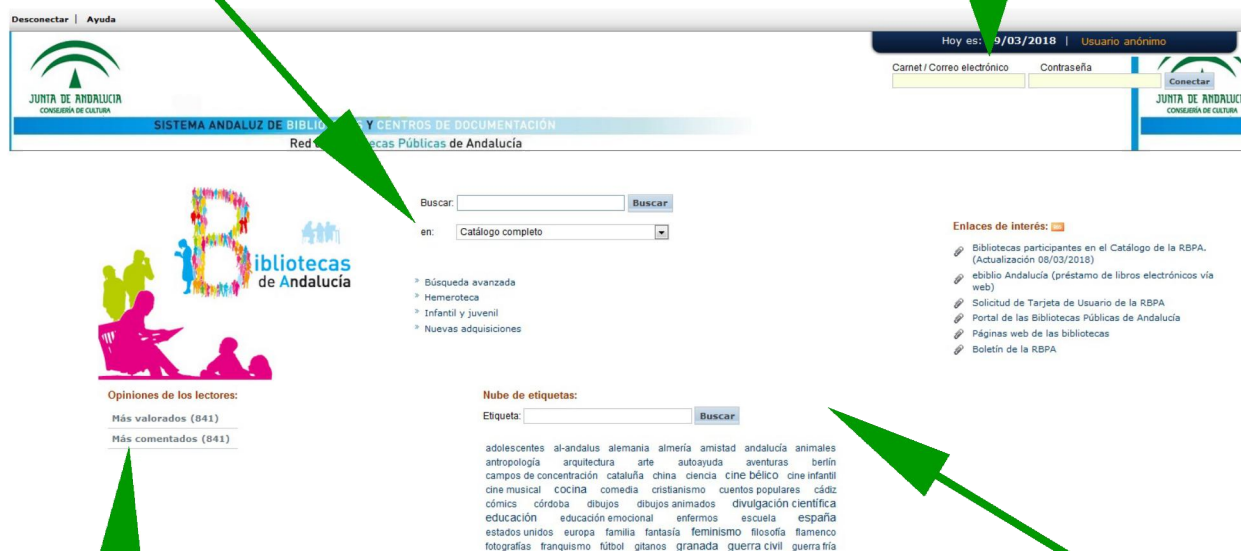 Desconectar | Ayuda
Hoy es: 9/03/2018 | Usuario anónimo
Carnet / Correo electrónico Contraseña
Conectar
JUNTA DE ANDALUCIA
CONSEJERÍA DE CULTURA
JUNTA DE ANDALUCI
CONSEJERÍA DE CULTURA
SISTEMA ANDALUZ DE BIBLIO S Y CENTROS DE DOCUMENTACIÓN
Red ecas Públicas de Andalucía
Bibliotecas
de Andalucía
Buscar: Buscar
en: Catálogo completo
Búsqueda avanzada
Hemeroteca
Infantil y juvenil
Nuevas adquisiciones
Enlaces de interés:
Bibliotecas participantes en el Catálogo de la RBPA.
(Actualización 08/03/2018)
ebiblio Andalucía (préstamo de libros electrónicos vía
web)
Solicitud de Tarjeta de Usuario de la RBPA
Portal de las Bibliotecas Públicas de Andalucía
Páginas web de las bibliotecas
Boletín de la RBPA
Opiniones de los lectores:
Más valorados (841)
Más comentados (841)
Nube de etiquetas:
Etiqueta: Buscar
adolescentes al-andalus alemania almería amistad andalucía animales
antropología arquitectura arte autoayuda aventuras berlín
campos de concentración cataluña china ciencia cine bélico cine infantil
cine musical cocina comedia cristianismo cuentos populares cádiz
cómics córdoba dibujos dibujos animados divulgación científica
educación educación emocional enfermos escuela españa
estados unidos europa familia fantasía feminismo filosofía flamenco
fotografías franquismo fútbol gitanos granada guerra civil guerra fría